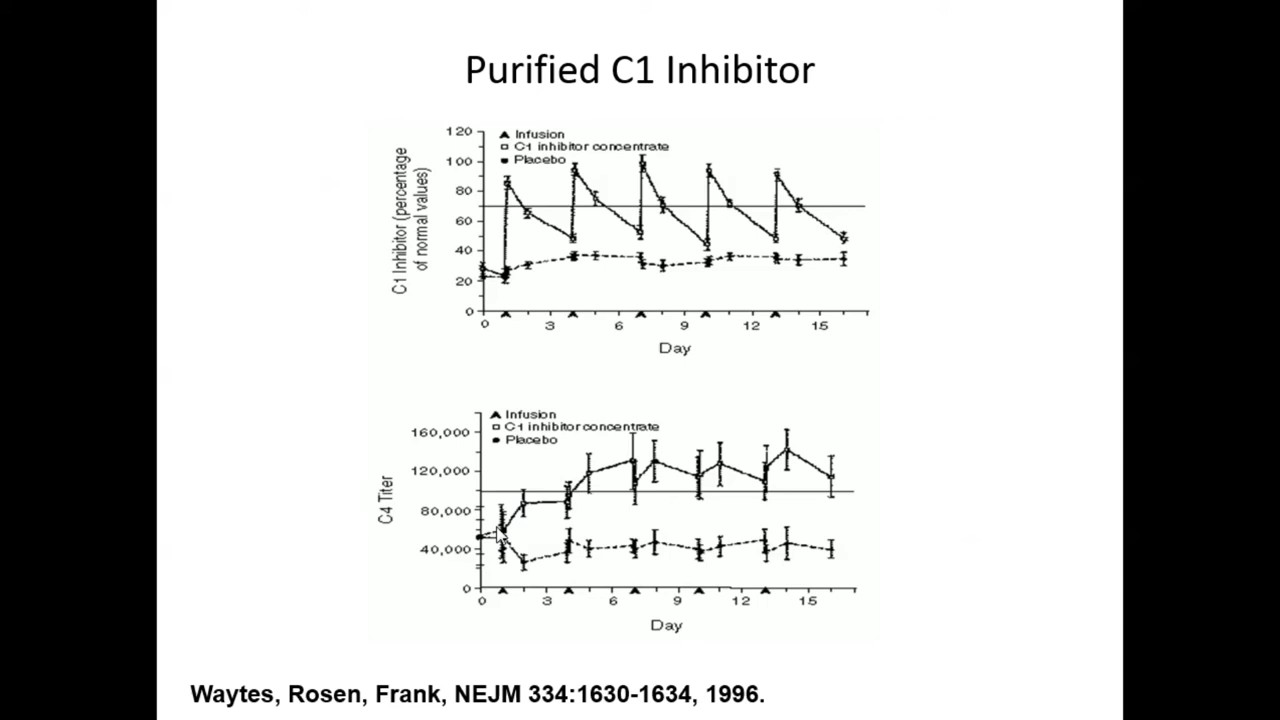 Purified C1 Inhibitor
120
100
80
60
40
20
0
C1 Inhibitor (percentage
of normal values)
Infusion
C1 inhibitor concentrate
Placebo
0 3 6 9 12 15
Day
160,000
120,000
80,000
40,000
0
C4 Titer
Infusion
C1 inhibitor concentrate
Placebo
0 3 6 9 12 15
Day
Waytes, Rosen, Frank, NEJM 334:1630-1634, 1996.